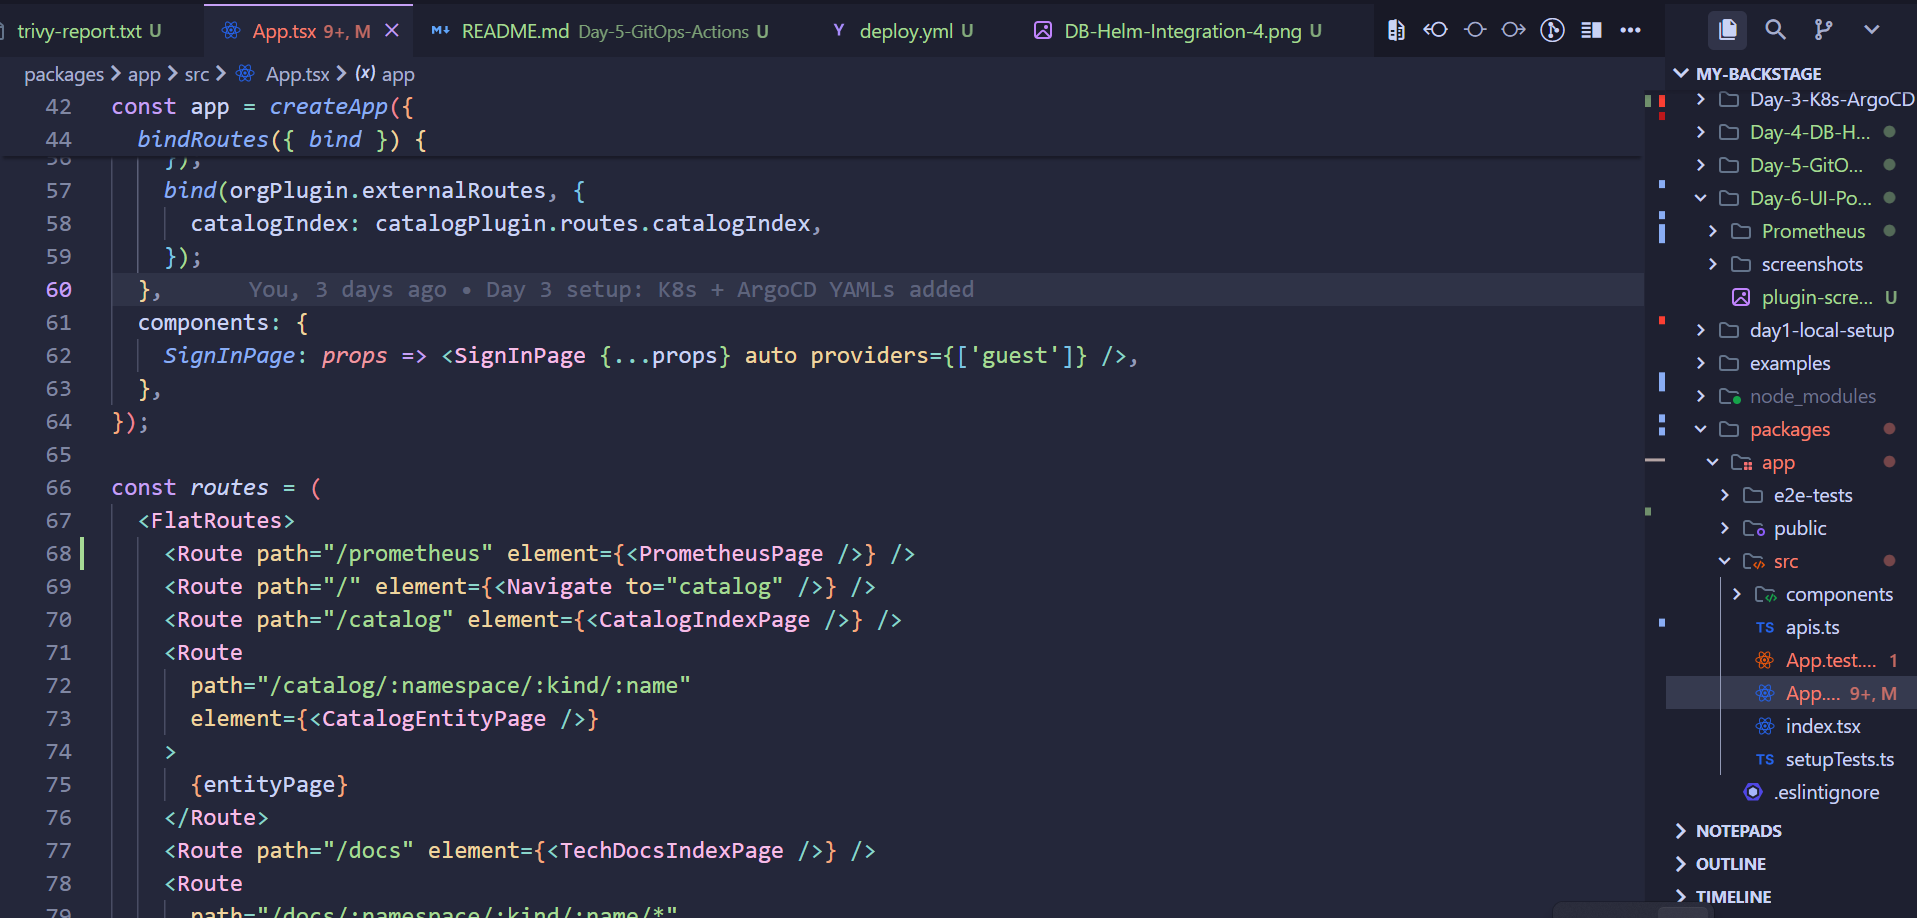 trivy-report.txt U
App.tsx 9+, M
README.md Day-5-GitOps-Actions U
deploy.yml U
DB-Helm-Integration-4.png U
packages > app > src > App.tsx > (x) app
42 const app = createApp({
44 bindRoutes({ bind }) {
56 });
57 bind(orgPlugin.externalRoutes, {
58 catalogIndex: catalogPlugin.routes.catalogIndex,
59 });
60 }, You, 3 days ago • Day 3 setup: K8s + ArgoCD YAMLs added
61 components: {
62 SignInPage: props => <SignInPage {...props} auto providers={['guest']} />,
63 },
64 });
65
66 const routes = (
67 <FlatRoutes>
68 <Route path="/prometheus" element={<PrometheusPage />} />
69 <Route path="/" element={<Navigate to="catalog" />} />
70 <Route path="/catalog" element={<CatalogIndexPage />} />
71 <Route
72 path="/catalog/:namespace/:kind/:name"
73 element={<CatalogEntityPage />}
74 >
75 {entityPage}
76 </Route>
77 <Route path="/docs" element={<TechDocsIndexPage />} />
78 <Route
79 path="/docs/:namespace/:kind/:name/*"
MY-BACKSTAGE
Day-3-K8s-ArgoCD
Day-4-DB-H...
Day-5-GitO...
Day-6-UI-Po...
Prometheus
screenshots
plugin-scre... U
day1-local-setup
examples
node_modules
packages
app
e2e-tests
public
src
components
TS apis.ts
App.test.... 1
App.... 9+, M
index.tsx
TS setupTests.ts
.eslintignore
NOTEPADS
OUTLINE
TIMELINE